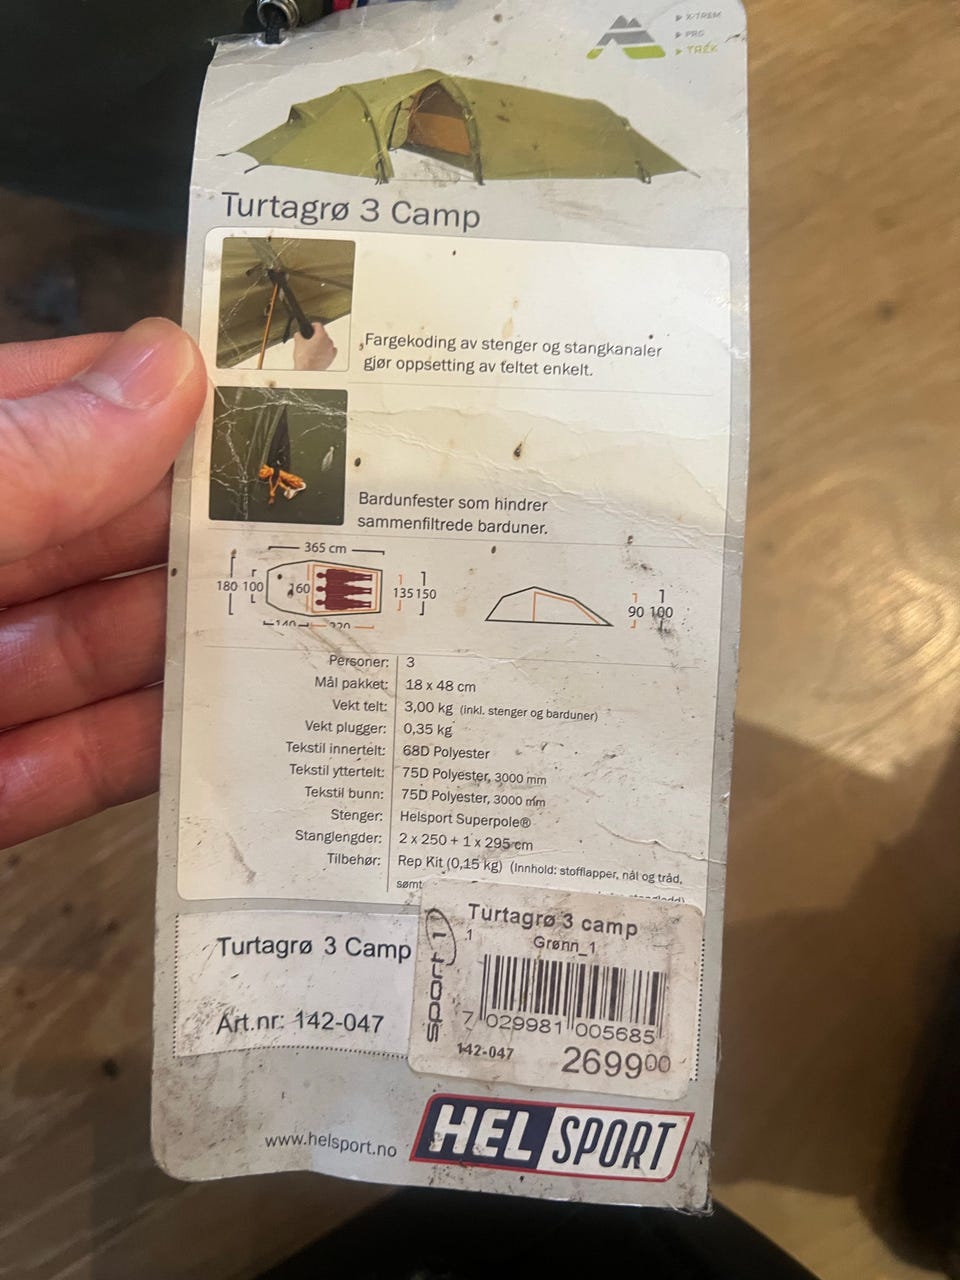 X-TREM
PRO
TREK
Turtagrø 3 Camp
Fargekoding av stenger og stangkanaler
gjør oppsetting av teltet enkelt.
Bardunfester som hindrer
sammenfiltrede barduner.
365 cm
180 100 160 135 150
140 220
90 100
Personer: 3
Mål pakket: 18 x 48 cm
Vekt telt: 3,00 kg (inkl. stenger og barduner)
Vekt plugger: 0,35 kg
Tekstil innertelt: 68D Polyester
Tekstil yttertelt: 75D Polyester, 3000 mm
Tekstil bunn: 75D Polyester, 3000 mm
Stenger: Helsport Superpole®
Stanglengder: 2 x 250 + 1 x 295 cm
Tilbehør: Rep Kit (0,15 kg) (Innhold: stofflapper, nål og tråd,
sømt
Turtagrø 3 Camp
Art.nr: 142-047
sport 1
Turtagrø 3 camp
.1
Grønn_1
7 029981 005685
142-047
269900
www.helsport.no
HELSPORT